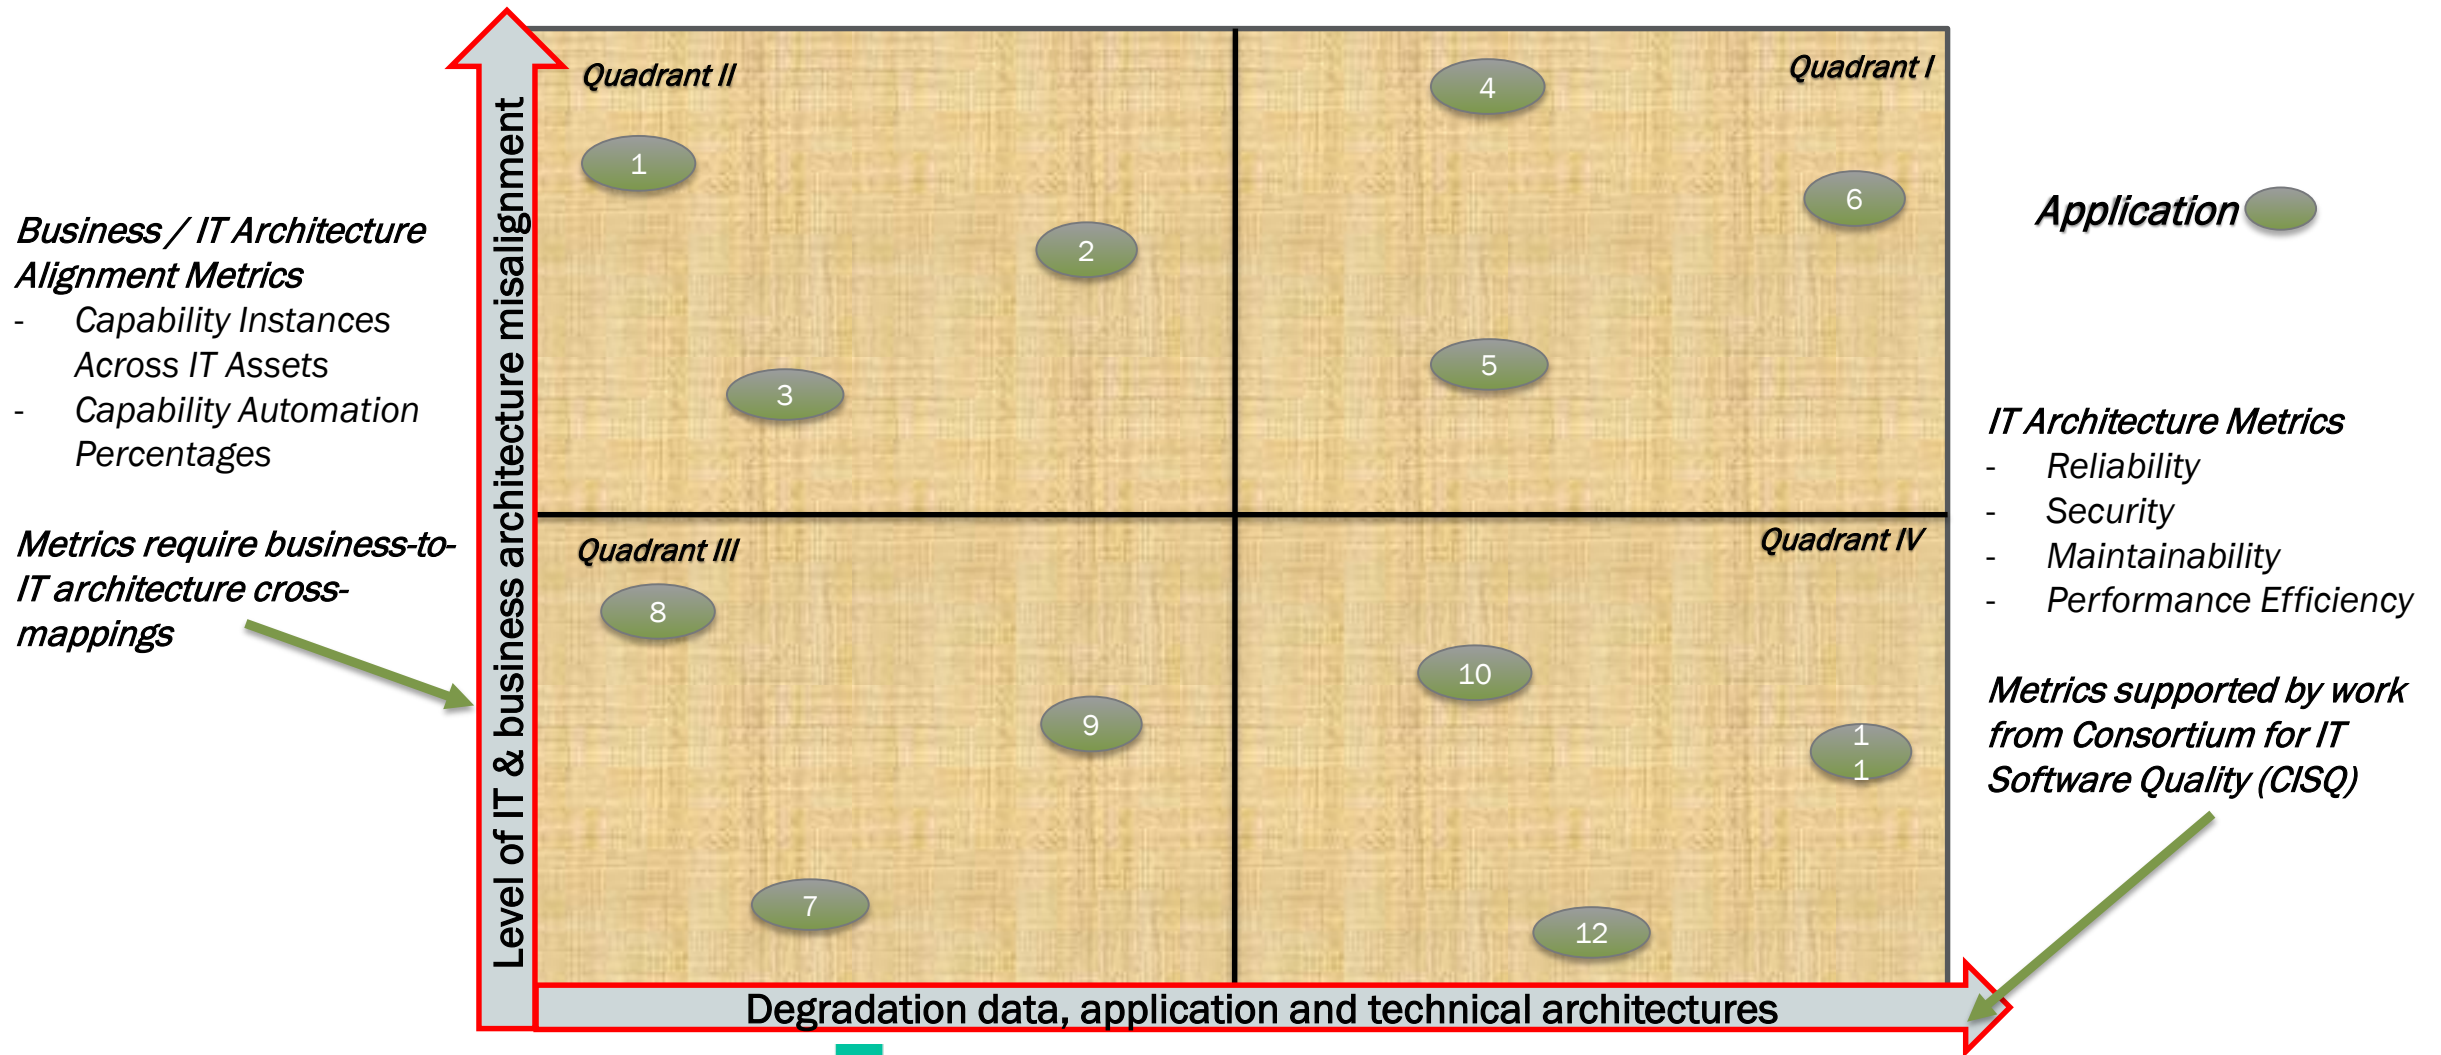 Quadrant II
Quadrant I
4
1
6
2
5
3
Level of IT & business architecture misalignment
Business / IT Architecture
Alignment Metrics
- Capability Instances
Across IT Assets
- Capability Automation
Percentages
Metrics require business-to-
IT architecture cross-
mappings
Quadrant III
Quadrant IV
8
10
9
1
1
7
12
Degradation data, application and technical architectures
Application
IT Architecture Metrics
- Reliability
- Security
- Maintainability
- Performance Efficiency
Metrics supported by work
from Consortium for IT
Software Quality (CISQ)